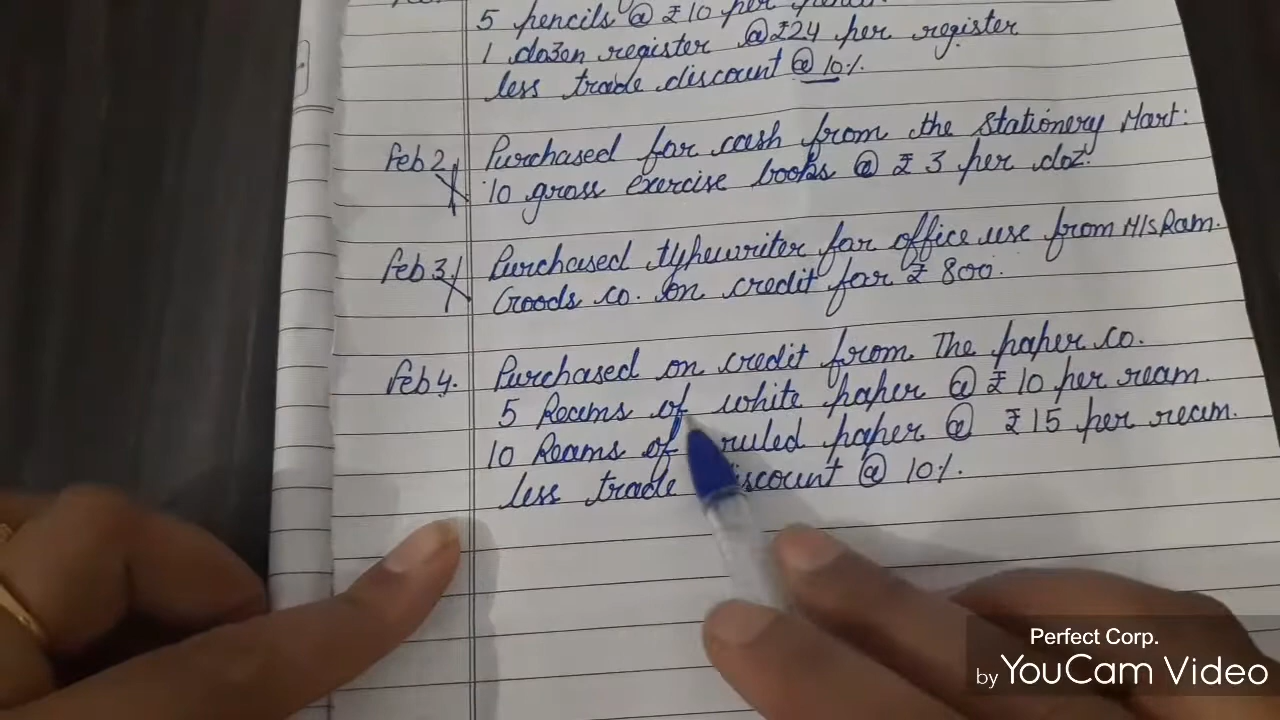 5 pencils @ ₹10 per
1 dozen register @ ₹24 per register
less trade discount @ 10%.
Feb 2. Purchased for cash from the Stationery Mart:
10 gross exercise books @ ₹ 3 per doz.
Feb 3. Purchased typewriter for office use from M/s Ram.
Goods co. on credit for ₹ 800.
Feb 4. Purchased on credit from The paper co.
5 Reams of white paper @ ₹ 10 per ream.
10 Reams of ruled paper @ ₹ 15 per ream.
less trade discount @ 10%.
Perfect Corp.
by YouCam Video